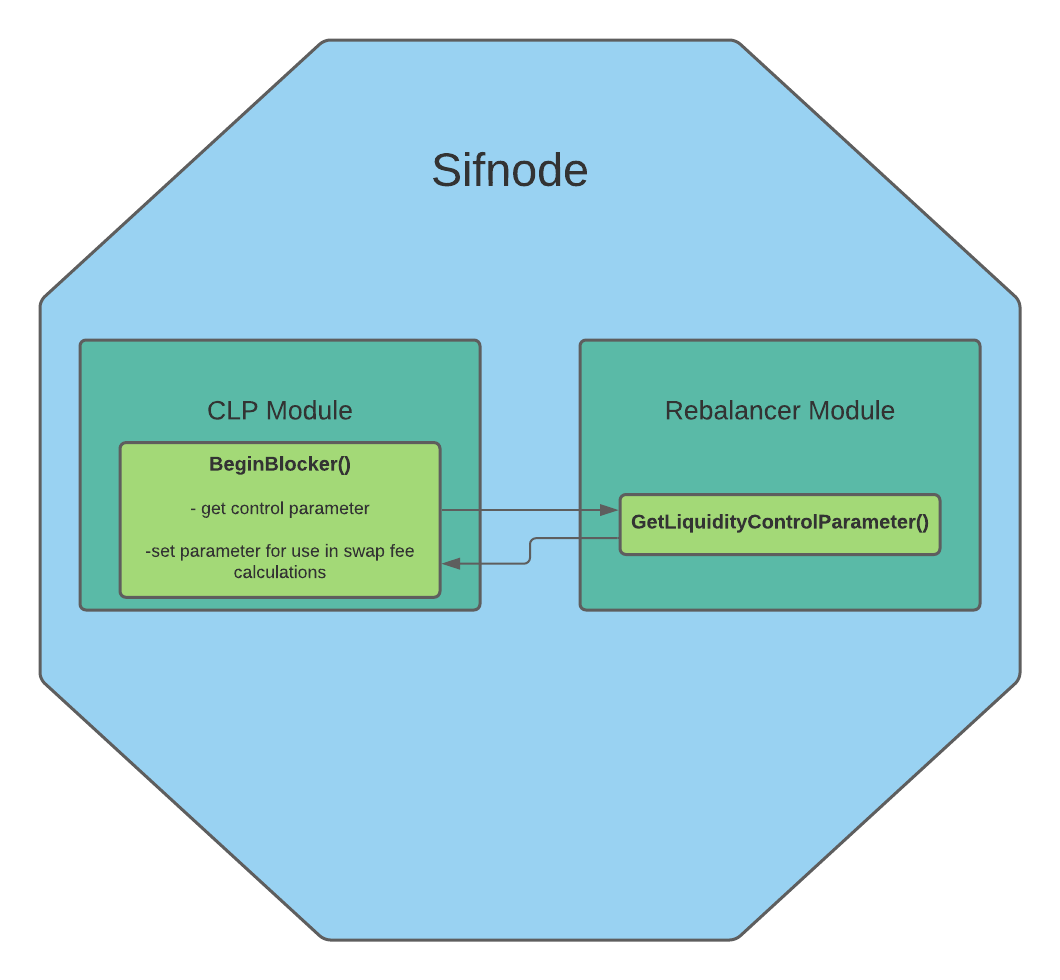 Sifnode
CLP Module
BeginBlocker()
- get control parameter
-set parameter for use in swap fee
calculations
Rebalancer Module
GetLiquidityControlParameter()